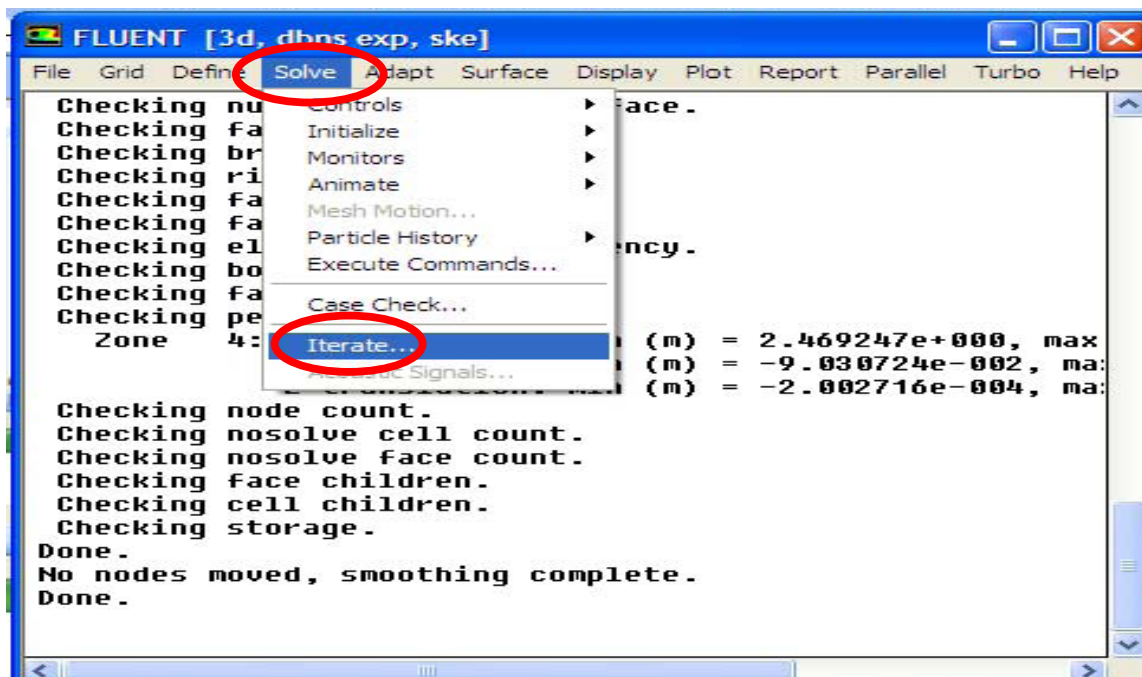 FLUENT [3d, dbns exp, ske]
File Grid Define Solve Adapt Surface Display Plot Report Parallel Turbo Help
Controls
Initialize
Monitors
Animate
Mesh Motion...
Particle History
Execute Commands...
Case Check...
Iterate...
Acoustic Signals...
Checking nu face.
Checking fa
Checking br
Checking ri
Checking fa
Checking fa
Checking el ency.
Checking bo
Checking fa
Checking pe
Zone 4: (m) = 2.469247e+000, max
(m) = -9.030724e-002, ma
(m) = -2.002716e-004, ma
Checking node count.
Checking nosolve cell count.
Checking nosolve face count.
Checking face children.
Checking cell children.
Checking storage.
Done.
No nodes moved, smoothing complete.
Done.